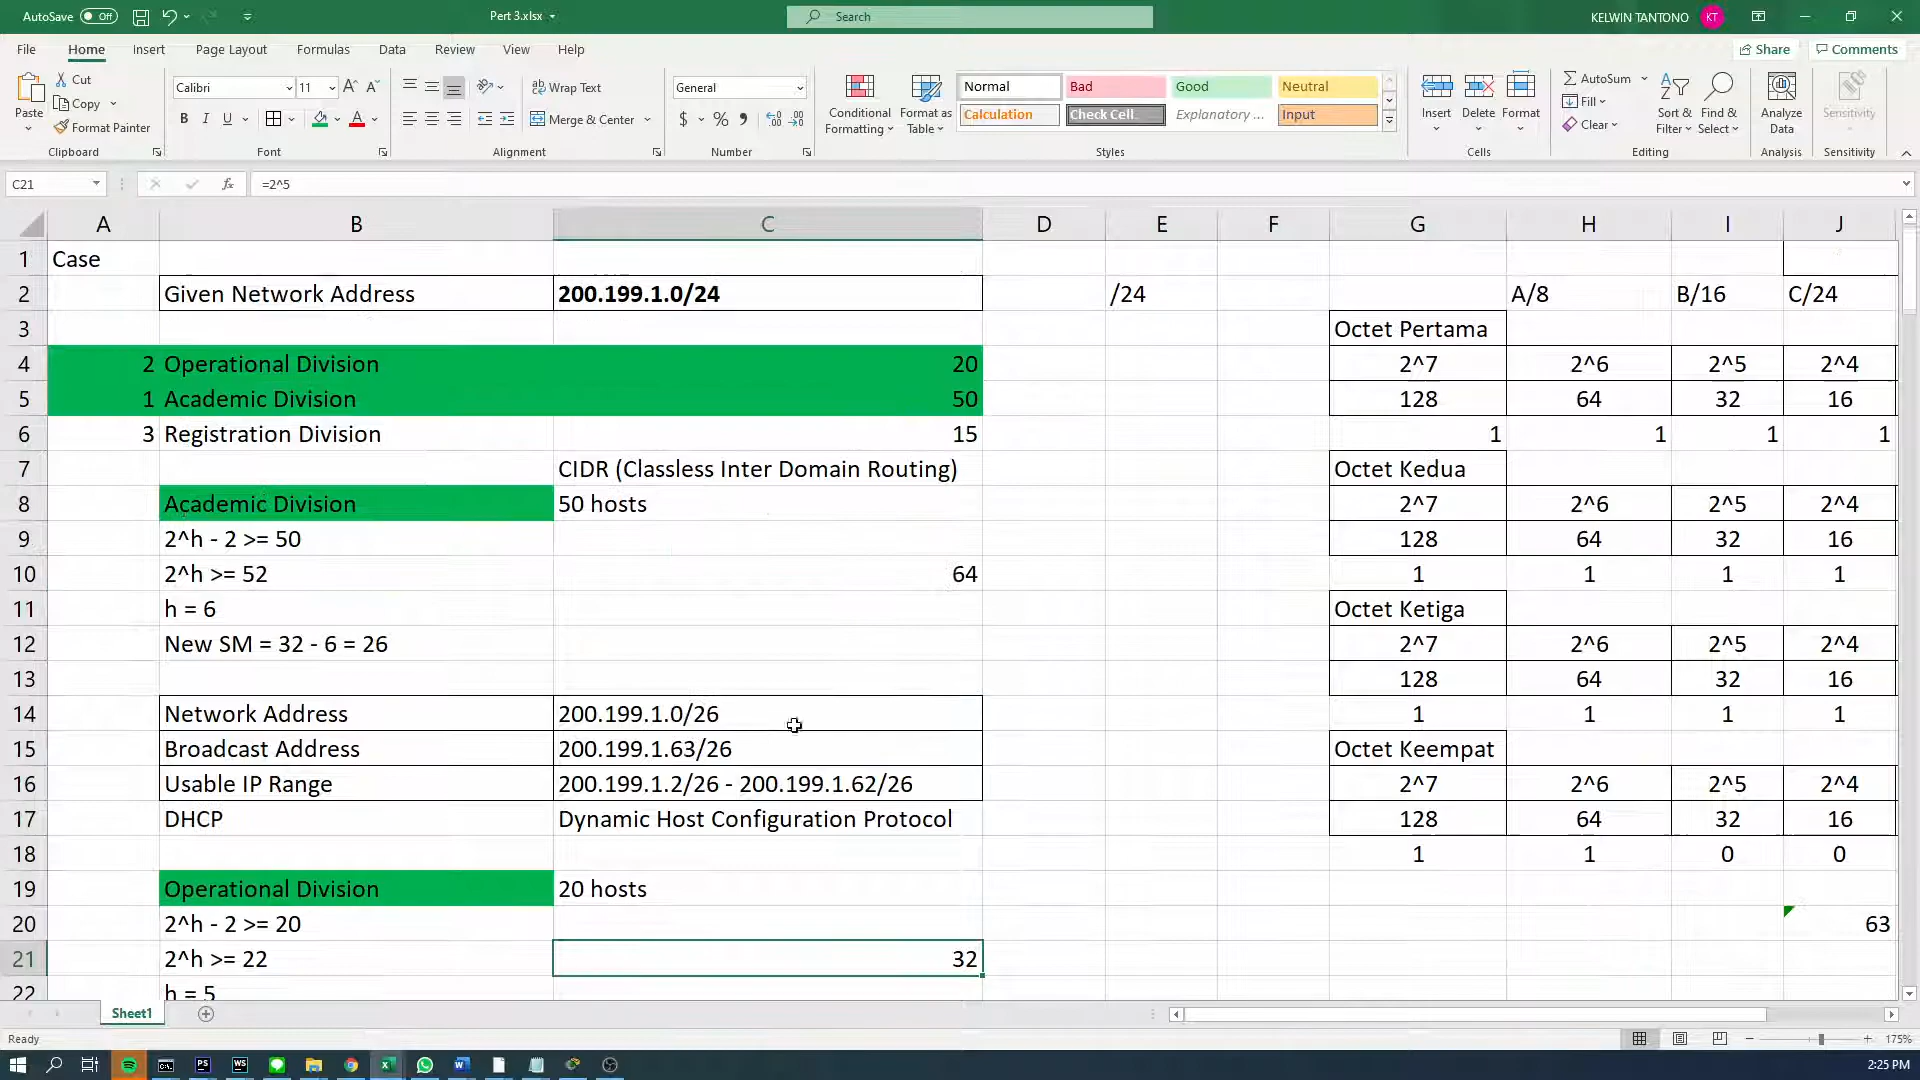 AutoSave Off
Pert 3.xlsx
Search
KELWIN TANTONO KT
File Home Insert Page Layout Formulas Data Review View Help
Share Comments
Cut
Copy
Format Painter
Paste
Clipboard
Calibri 11
B I U
Font
Wrap Text
Merge & Center
Alignment
General
$ % ,
Number
Conditional Formatting
Format as Table
Normal Bad Good Neutral
Calculation Check Cell Explanatory ... Input
Styles
Insert Delete Format
Cells
AutoSum
Fill
Clear
Sort & Filter
Find & Select
Editing
Analyze Data
Analysis
Sensitivity
Sensitivity
C21 fx =2^5
A B C D E F G H I J
1 Case
2 Given Network Address 200.199.1.0/24 /24 A/8 B/16 C/24
3 Octet Pertama
4 2 Operational Division 20 2^7 2^6 2^5 2^4
5 1 Academic Division 50 128 64 32 16
6 3 Registration Division 15 1 1 1 1
7 CIDR (Classless Inter Domain Routing) Octet Kedua
8 Academic Division 50 hosts 2^7 2^6 2^5 2^4
9 2^h - 2 >= 50 128 64 32 16
10 2^h >= 52 64 1 1 1 1
11 h = 6 Octet Ketiga
12 New SM = 32 - 6 = 26 2^7 2^6 2^5 2^4
13 128 64 32 16
14 Network Address 200.199.1.0/26 1 1 1 1
15 Broadcast Address 200.199.1.63/26 Octet Keempat
16 Usable IP Range 200.199.1.2/26 - 200.199.1.62/26 2^7 2^6 2^5 2^4
17 DHCP Dynamic Host Configuration Protocol 128 64 32 16
18 1 1 0 0
19 Operational Division 20 hosts
20 2^h - 2 >= 20 63
21 2^h >= 22 32
22 h = 5
Sheet1
Ready
175%
2:25 PM